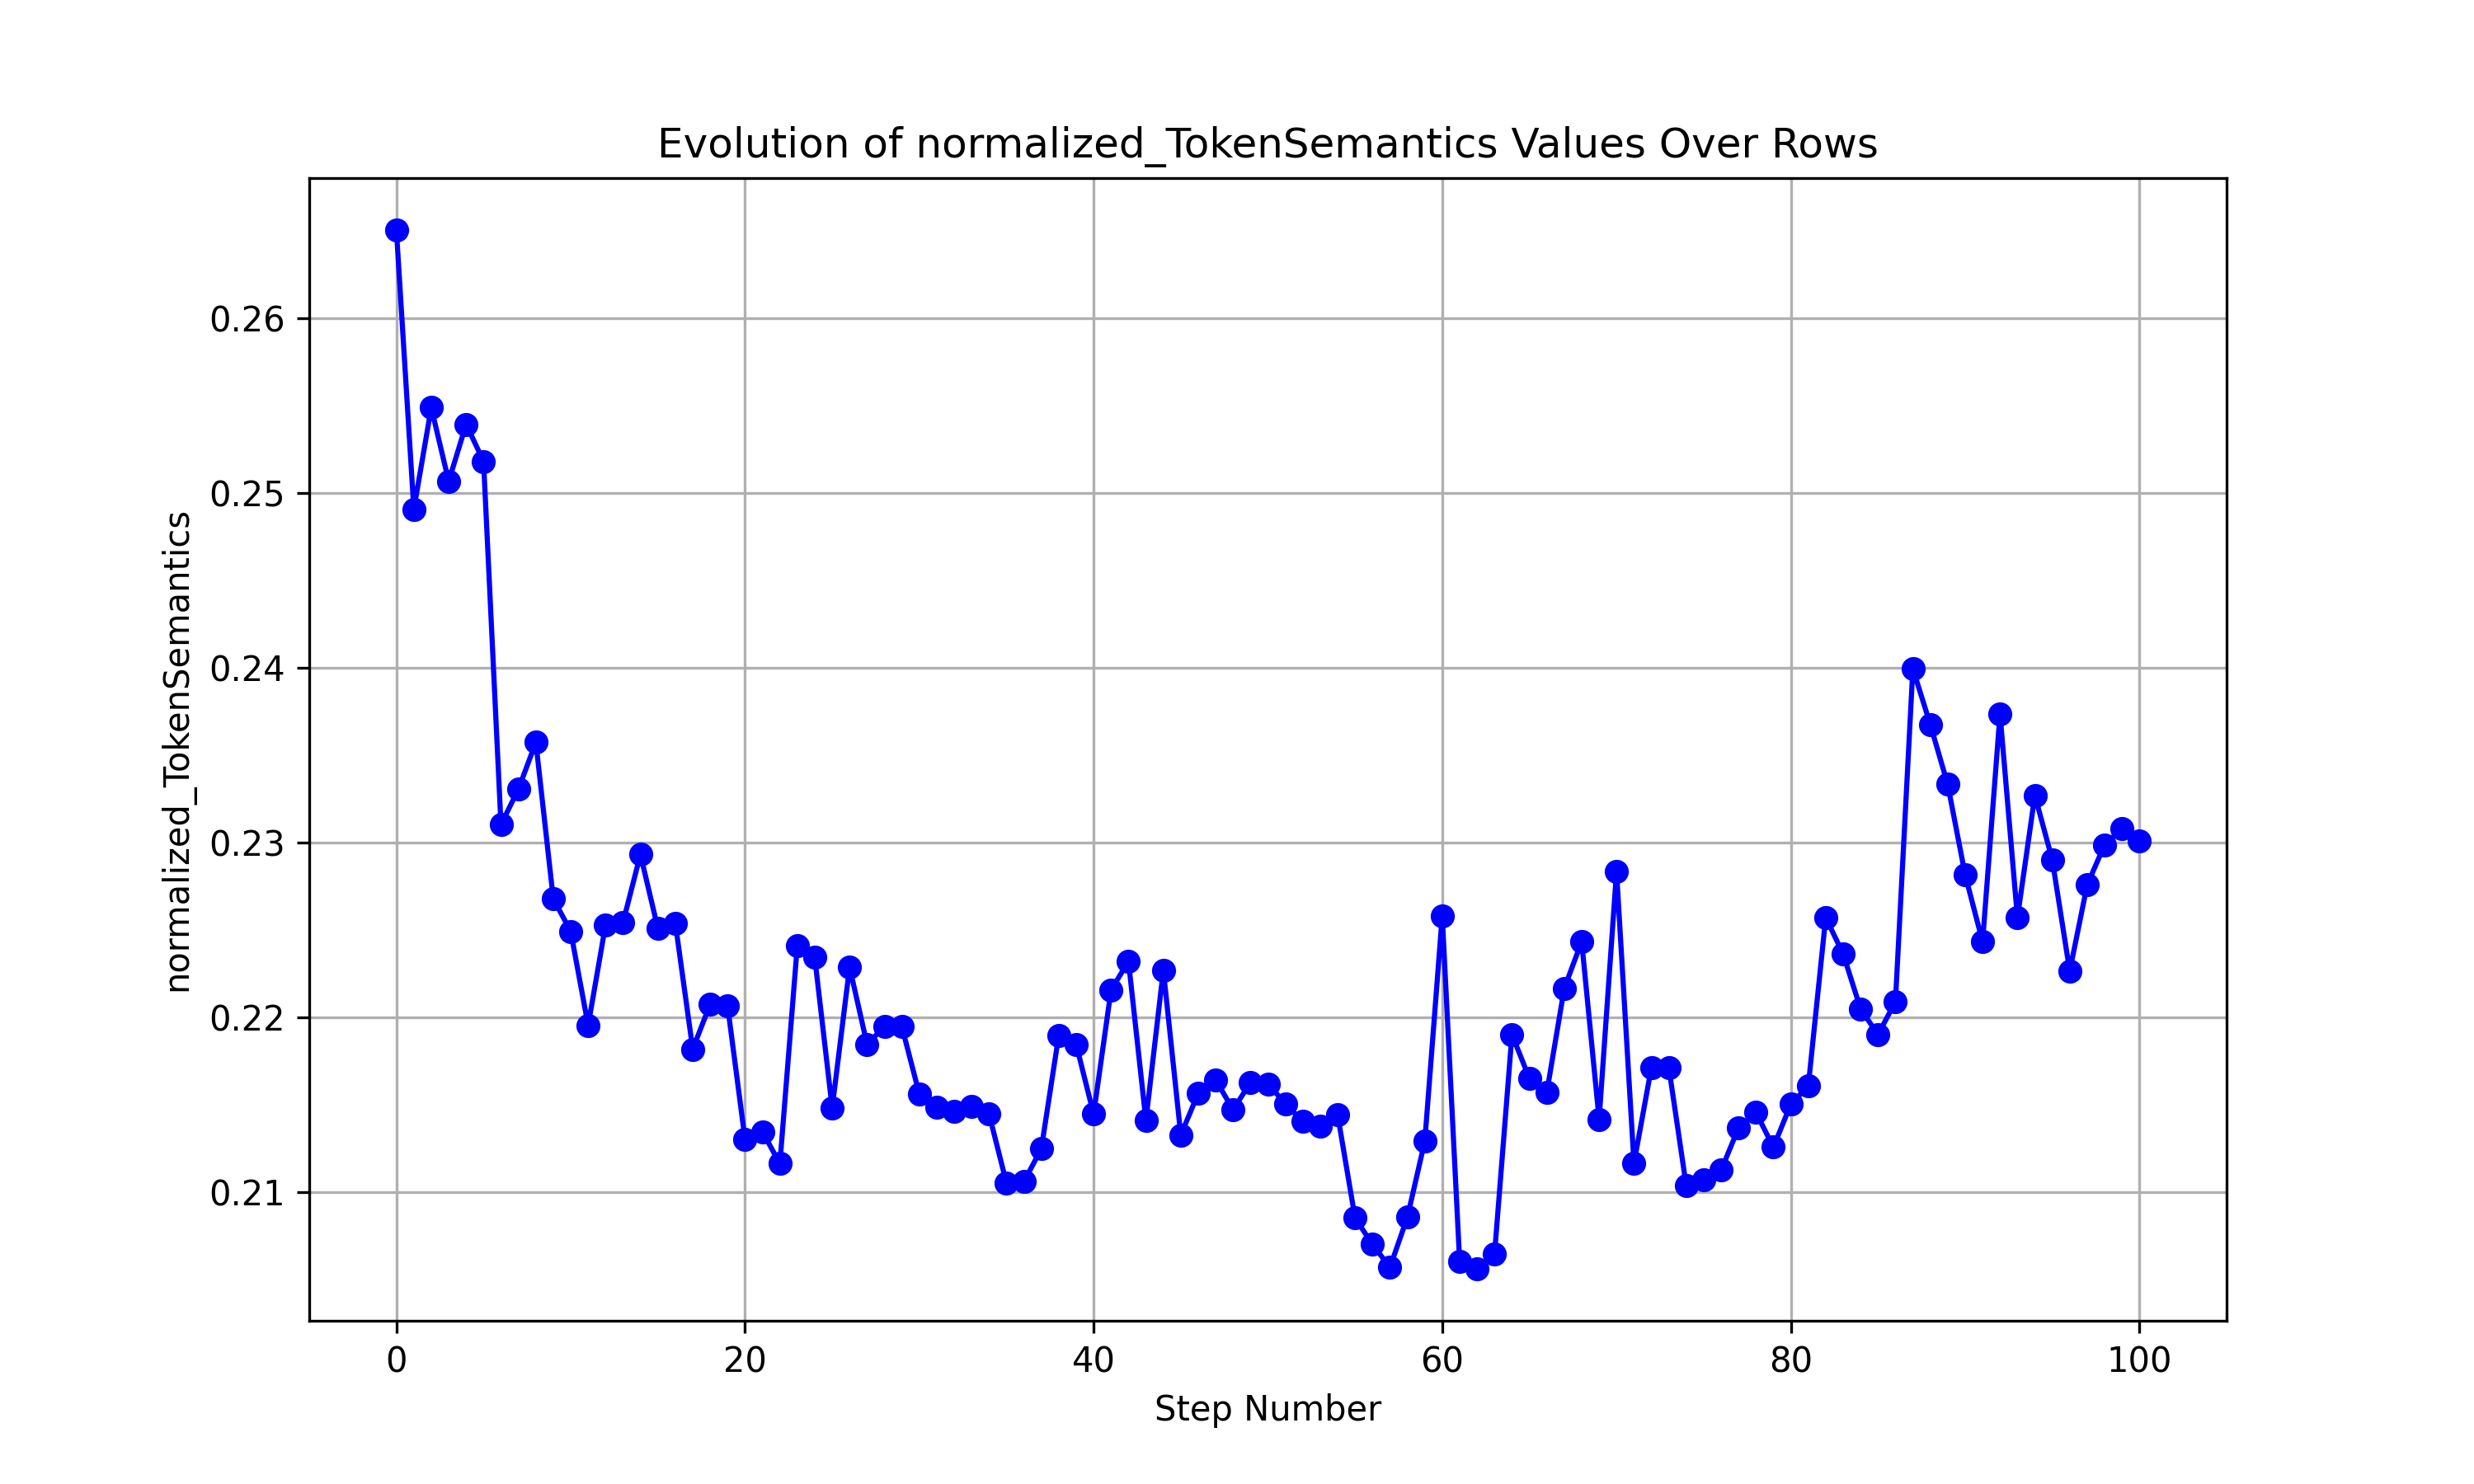 Evolution of normalized_TokenSemantics Values Over Rows
normalized_TokenSemantics
0.26
0.25
0.24
0.23
0.22
0.21
0 20 40 60 80 100
Step Number